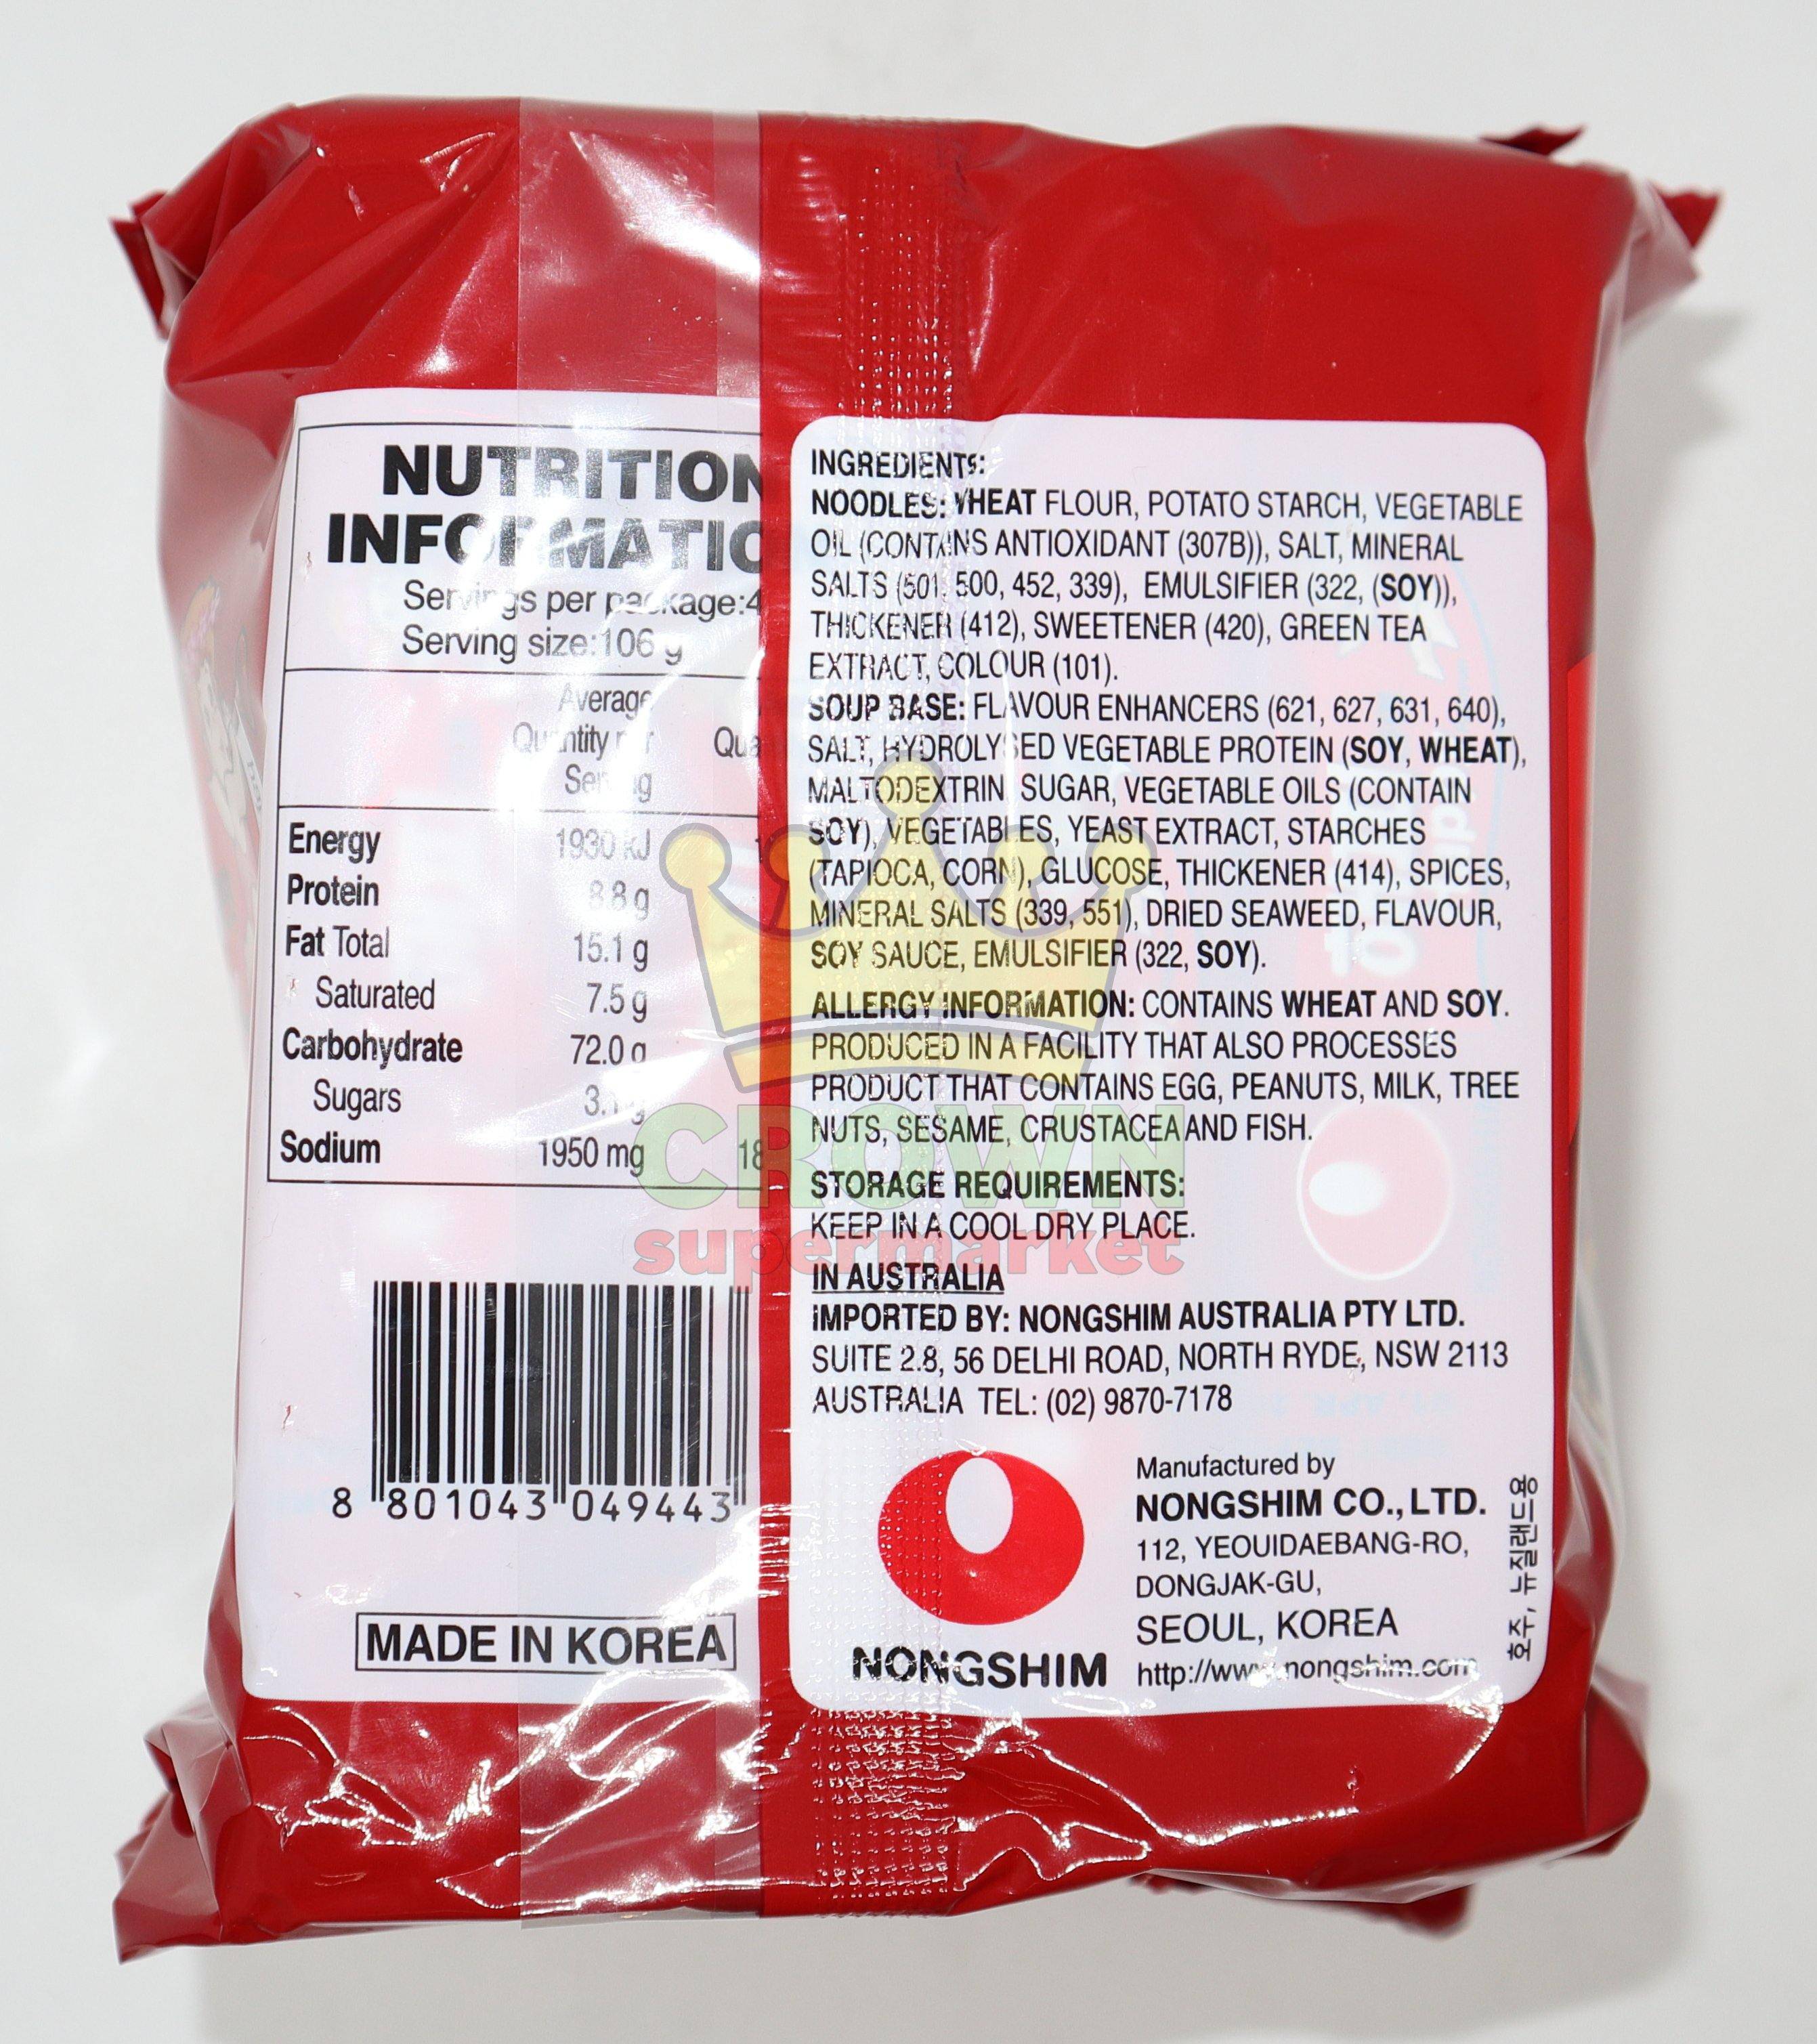 NUTRITION
INFORMATIO
Servings per package:4
Serving size:106 g
Average
Quantity per Qua
Serving
Energy 1930 kJ
Protein 8.8 g
Fat Total 15.1 g
Saturated 7.5 g
Carbohydrate 72.0 g
Sugars
Sodium 1950 mg 18
8 801043 049443
MADE IN KOREA
INGREDIENTS:
NOODLES: WHEAT FLOUR, POTATO STARCH, VEGETABLE
OIL (CONTAINS ANTIOXIDANT (307B)), SALT, MINERAL
SALTS (501, 500, 452, 339), EMULSIFIER (322, (SOY)),
THICKENER (412), SWEETENER (420), GREEN TEA
EXTRACT, COLOUR (101).
SOUP BASE: FLAVOUR ENHANCERS (621, 627, 631, 640),
SALT, HYDROLYSED VEGETABLE PROTEIN (SOY, WHEAT),
MALTODEXTRIN, SUGAR, VEGETABLE OILS (CONTAIN
SOY), VEGETABLES, YEAST EXTRACT, STARCHES
(TAPIOCA, CORN), GLUCOSE, THICKENER (414), SPICES,
MINERAL SALTS (339, 551), DRIED SEAWEED, FLAVOUR,
SOY SAUCE, EMULSIFIER (322, SOY).
ALLERGY INFORMATION: CONTAINS WHEAT AND SOY.
PRODUCED IN A FACILITY THAT ALSO PROCESSES
PRODUCT THAT CONTAINS EGG, PEANUTS, MILK, TREE
NUTS, SESAME, CRUSTACEA AND FISH.
STORAGE REQUIREMENTS:
KEEP IN A COOL DRY PLACE.
IN AUSTRALIA
IMPORTED BY: NONGSHIM AUSTRALIA PTY LTD.
SUITE 2.8, 56 DELHI ROAD, NORTH RYDE, NSW 2113
AUSTRALIA TEL: (02) 9870-7178
NONGSHIM
Manufactured by
NONGSHIM CO., LTD.
112, YEOUIDAEBANG-RO,
DONGJAK-GU,
SEOUL, KOREA
http://www.nongshim.com
호주, 뉴질랜드용
CROWN
supermarket